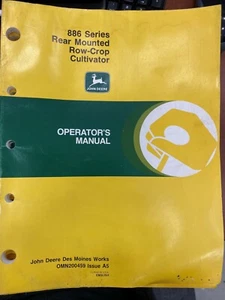 886 Series
Rear Mounted
Row-Crop
Cultivator
JOHN DEERE
OPERATOR'S
MANUAL
John Deere Des Moines Works
OMN200459 Issue A5